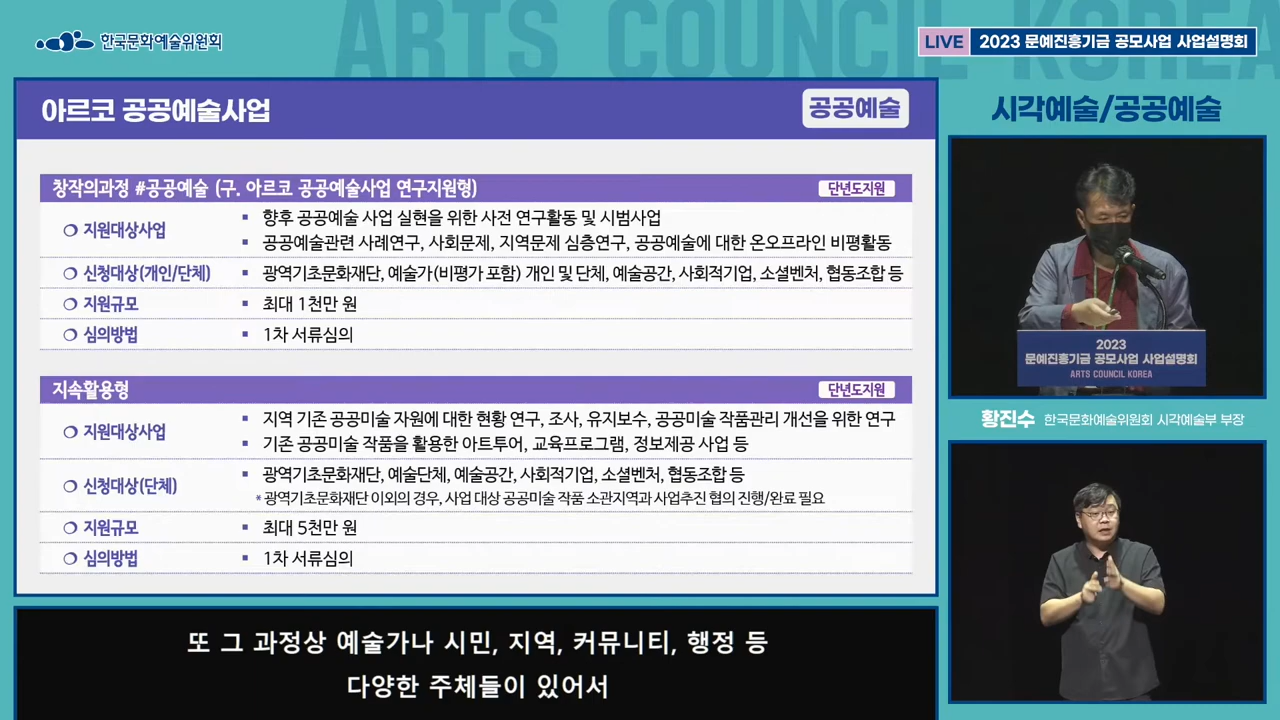 ARTS COUNCIL KOREA
한국문화예술위원회
LIVE 2023 문예진흥기금 공모사업 사업설명회
아르코 공공예술사업
공공예술
창작의과정 #공공예술 (구. 아르코 공공예술사업 연구지원형)
단년도지원
지원대상사업
▪ 향후 공공예술 사업 실현을 위한 사전 연구활동 및 시범사업
▪ 공공예술관련 사례연구, 사회문제, 지역문제 심층연구, 공공예술에 대한 온오프라인 비평활동
신청대상(개인/단체)
▪ 광역기초문화재단, 예술가(비평가 포함) 개인 및 단체, 예술공간, 사회적기업, 소셜벤처, 협동조합 등
지원규모
▪ 최대 1천만 원
심의방법
▪ 1차 서류심의
지속활용형
단년도지원
지원대상사업
▪ 지역 기존 공공미술 자원에 대한 현황 연구, 조사, 유지보수, 공공미술 작품관리 개선을 위한 연구
▪ 기존 공공미술 작품을 활용한 아트투어, 교육프로그램, 정보제공 사업 등
신청대상(단체)
▪ 광역기초문화재단, 예술단체, 예술공간, 사회적기업, 소셜벤처, 협동조합 등
* 광역기초문화재단 이외의 경우, 사업 대상 공공미술 작품 소관지역과 사업추진 협의 진행/완료 필요
지원규모
▪ 최대 5천만 원
심의방법
▪ 1차 서류심의
또 그 과정상 예술가나 시민, 지역, 커뮤니티, 행정 등
다양한 주체들이 있어서
시각예술/공공예술
2023
문예진흥기금 공모사업 사업설명회
ARTS COUNCIL KOREA
황진수 한국문화예술위원회 시각예술부 부장